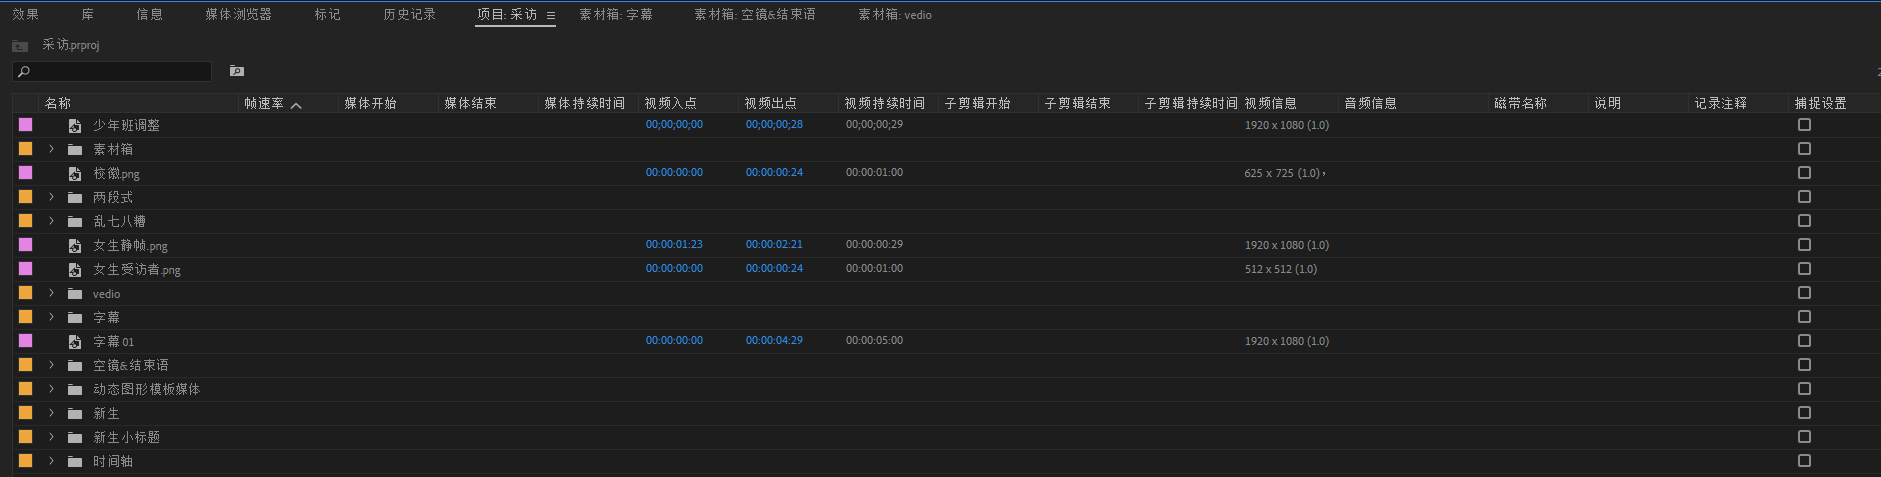 效果 库 信息 媒体浏览器 标记 历史记录 项目: 采访 素材箱: 字幕 素材箱: 空镜&结束语 素材箱: vedio
采访.prproj
名称 帧速率 媒体开始 媒体结束 媒体持续时间 视频入点 视频出点 视频持续时间 子剪辑开始 子剪辑结束 子剪辑持续时间 视频信息 音频信息 磁带名称 说明 记录注释 捕捉设置
少年班调整 00;00;00;00 00;00;00;28 00;00;00;29 1920 x 1080 (1.0)
素材箱
校徽.png 00:00:00:00 00:00:00:24 00:00:01:00 625 x 725 (1.0),
两段式
乱七八糟
女生静帧.png 00:00:01:23 00:00:02:21 00:00:00:29 1920 x 1080 (1.0)
女生受访者.png 00:00:00:00 00:00:00:24 00:00:01:00 512 x 512 (1.0)
vedio
字幕
字幕 01 00:00:00:00 00:00:04:29 00:00:05:00 1920 x 1080 (1.0)
空镜&结束语
动态图形模板媒体
新生
新生小标题
时间轴